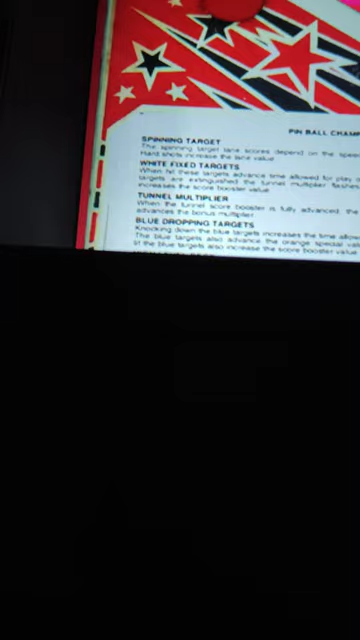 PIN BALL CHAMP
SPINNING TARGET
The spinning target lane scores depend on the spee
Hard shots increase the lane value
WHITE FIXED TARGETS
When hit these targets advance time allowed for play o
targets are extinguished the tunnel multiplier flashes
increases the score booster value
TUNNEL MULTIPLIER
When the tunnel score booster is fully advanced, the
advances the bonus multiplier
BLUE DROPPING TARGETS
Knocking down the blue targets increases the time allow
The blue targets also advance the orange special val
lit the blue targets also increase the score booster value